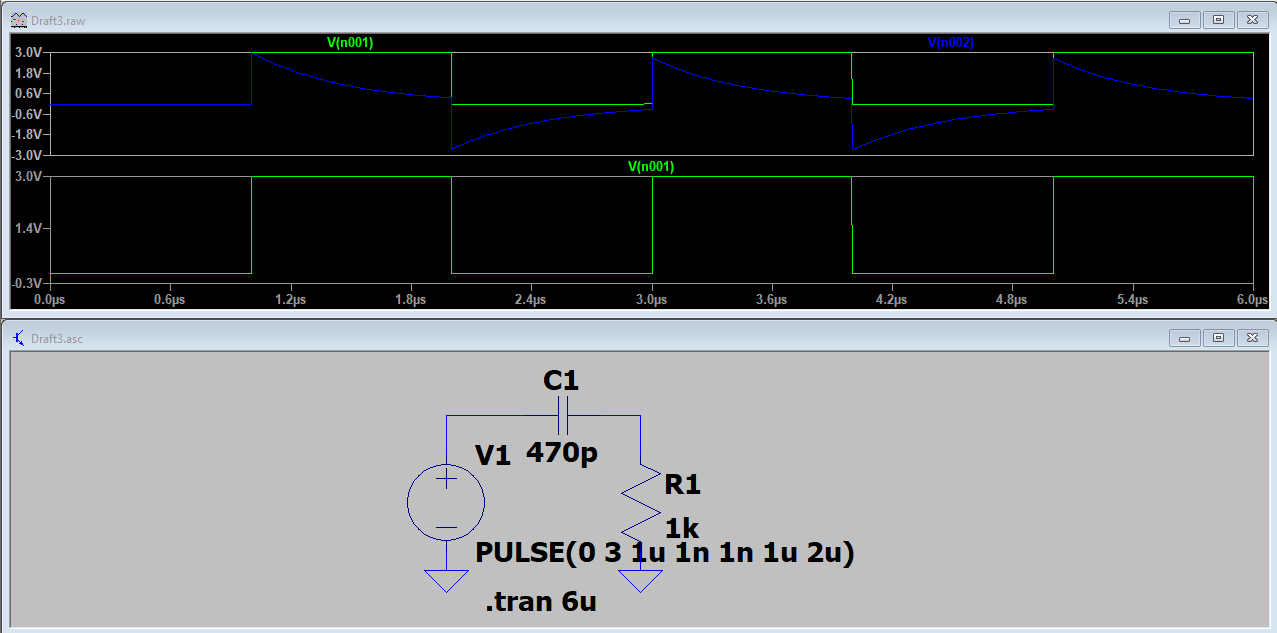 Draft3.raw
V(n001) V(n002)
3.0V
1.8V
0.6V
-0.6V
-1.8V
-3.0V
V(n001)
3.0V
1.4V
-0.3V
0.0µs 0.6µs 1.2µs 1.8µs 2.4µs 3.0µs 3.6µs 4.2µs 4.8µs 5.4µs 6.0µs
Draft3.asc
C1
V1 470p
R1
1k
PULSE(0 3 1u 1n 1n 1u 2u)
.tran 6u